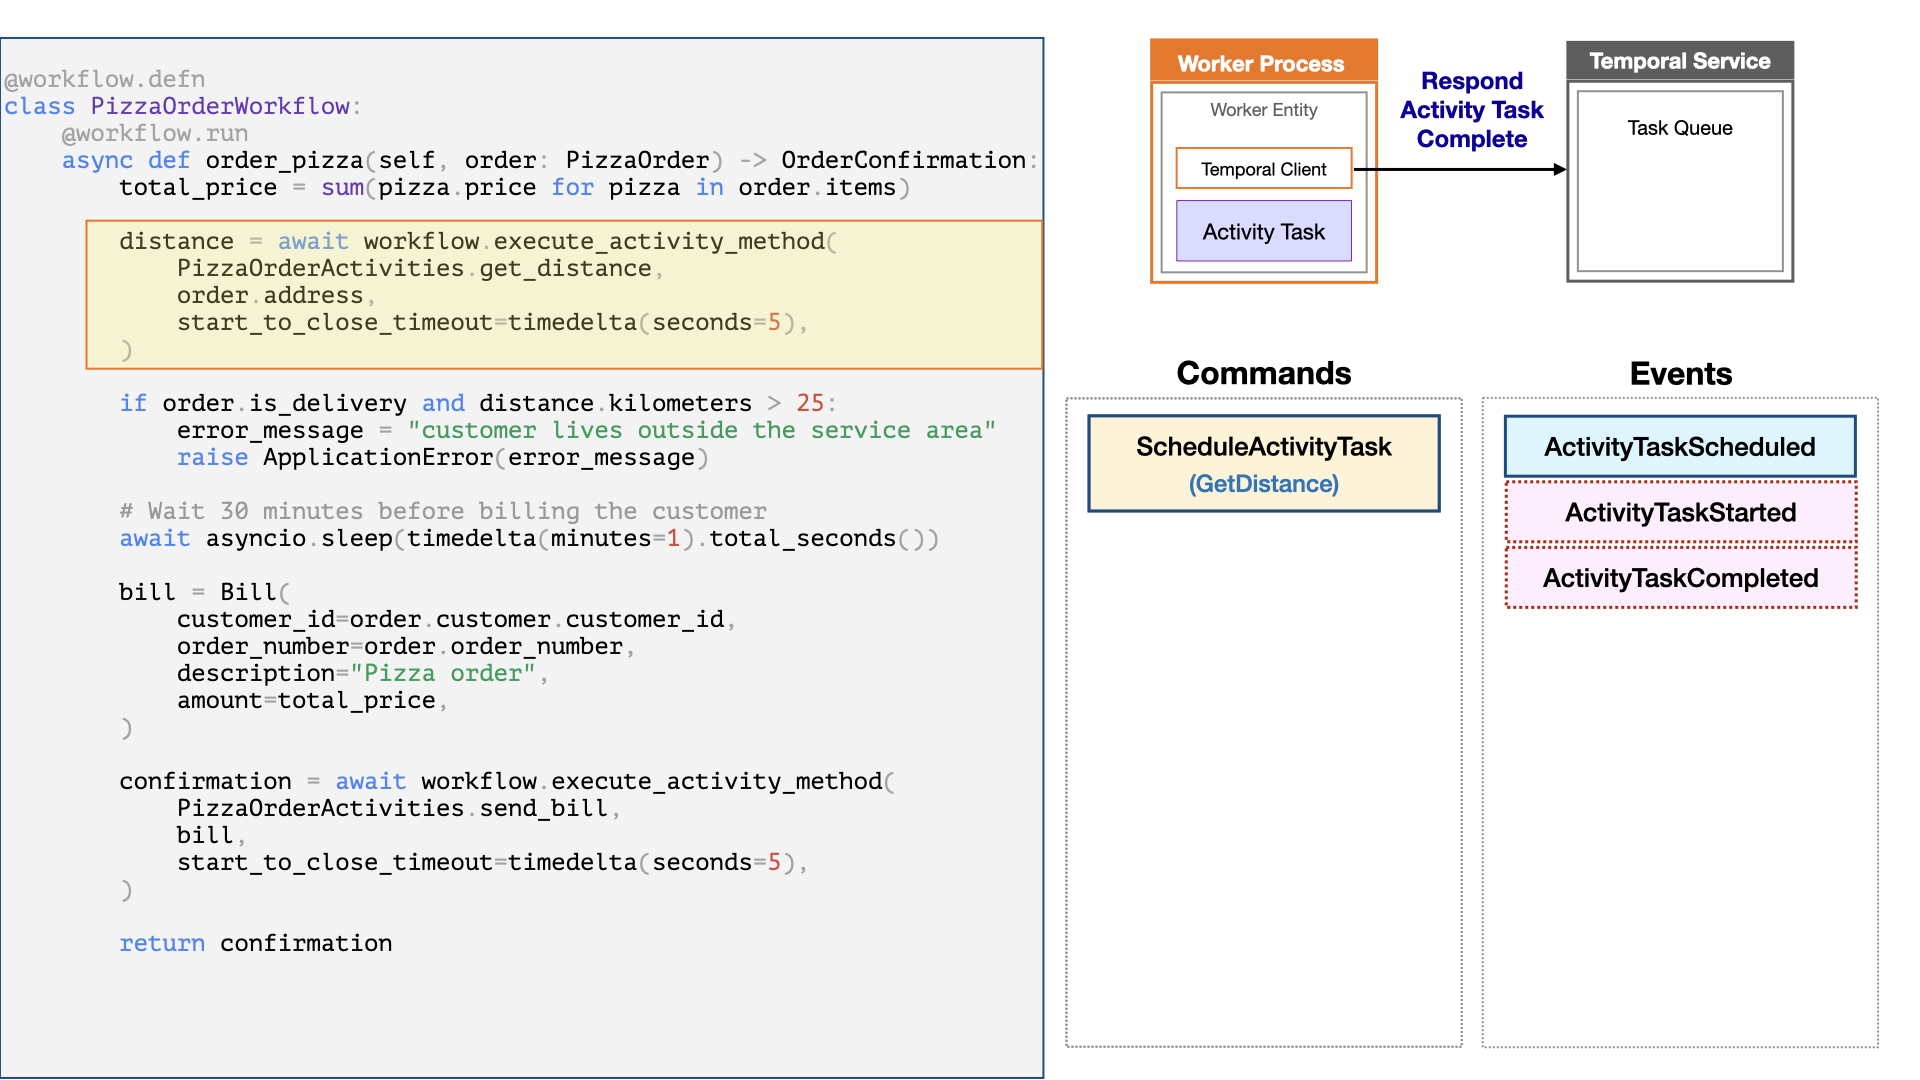 @workflow.defn
class PizzaOrderWorkflow:
    @workflow.run
    async def order_pizza(self, order: PizzaOrder) -> OrderConfirmation:
        total_price = sum(pizza.price for pizza in order.items)
        distance = await workflow.execute_activity_method(
            PizzaOrderActivities.get_distance,
            order.address,
            start_to_close_timeout=timedelta(seconds=5),
        )
        if order.is_delivery and distance.kilometers > 25:
            error_message = "customer lives outside the service area"
            raise ApplicationError(error_message)
        # Wait 30 minutes before billing the customer
        await asyncio.sleep(timedelta(minutes=1).total_seconds())
        bill = Bill(
            customer_id=order.customer.customer_id,
            order_number=order.order_number,
            description="Pizza order",
            amount=total_price,
        )
        confirmation = await workflow.execute_activity_method(
            PizzaOrderActivities.send_bill,
            bill,
            start_to_close_timeout=timedelta(seconds=5),
        )
        return confirmation
Worker Process
Worker Entity
Temporal Client
Activity Task
Respond
Activity Task
Complete
Temporal Service
Task Queue
Commands
ScheduleActivityTask
(GetDistance)
Events
ActivityTaskScheduled
ActivityTaskStarted
ActivityTaskCompleted